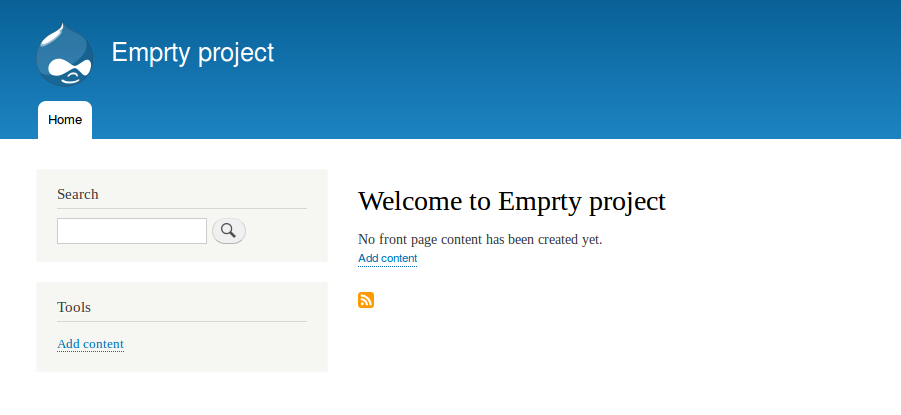 Emprty project
Home
Search
Tools
Add content
Welcome to Emprty project
No front page content has been created yet.
Add content